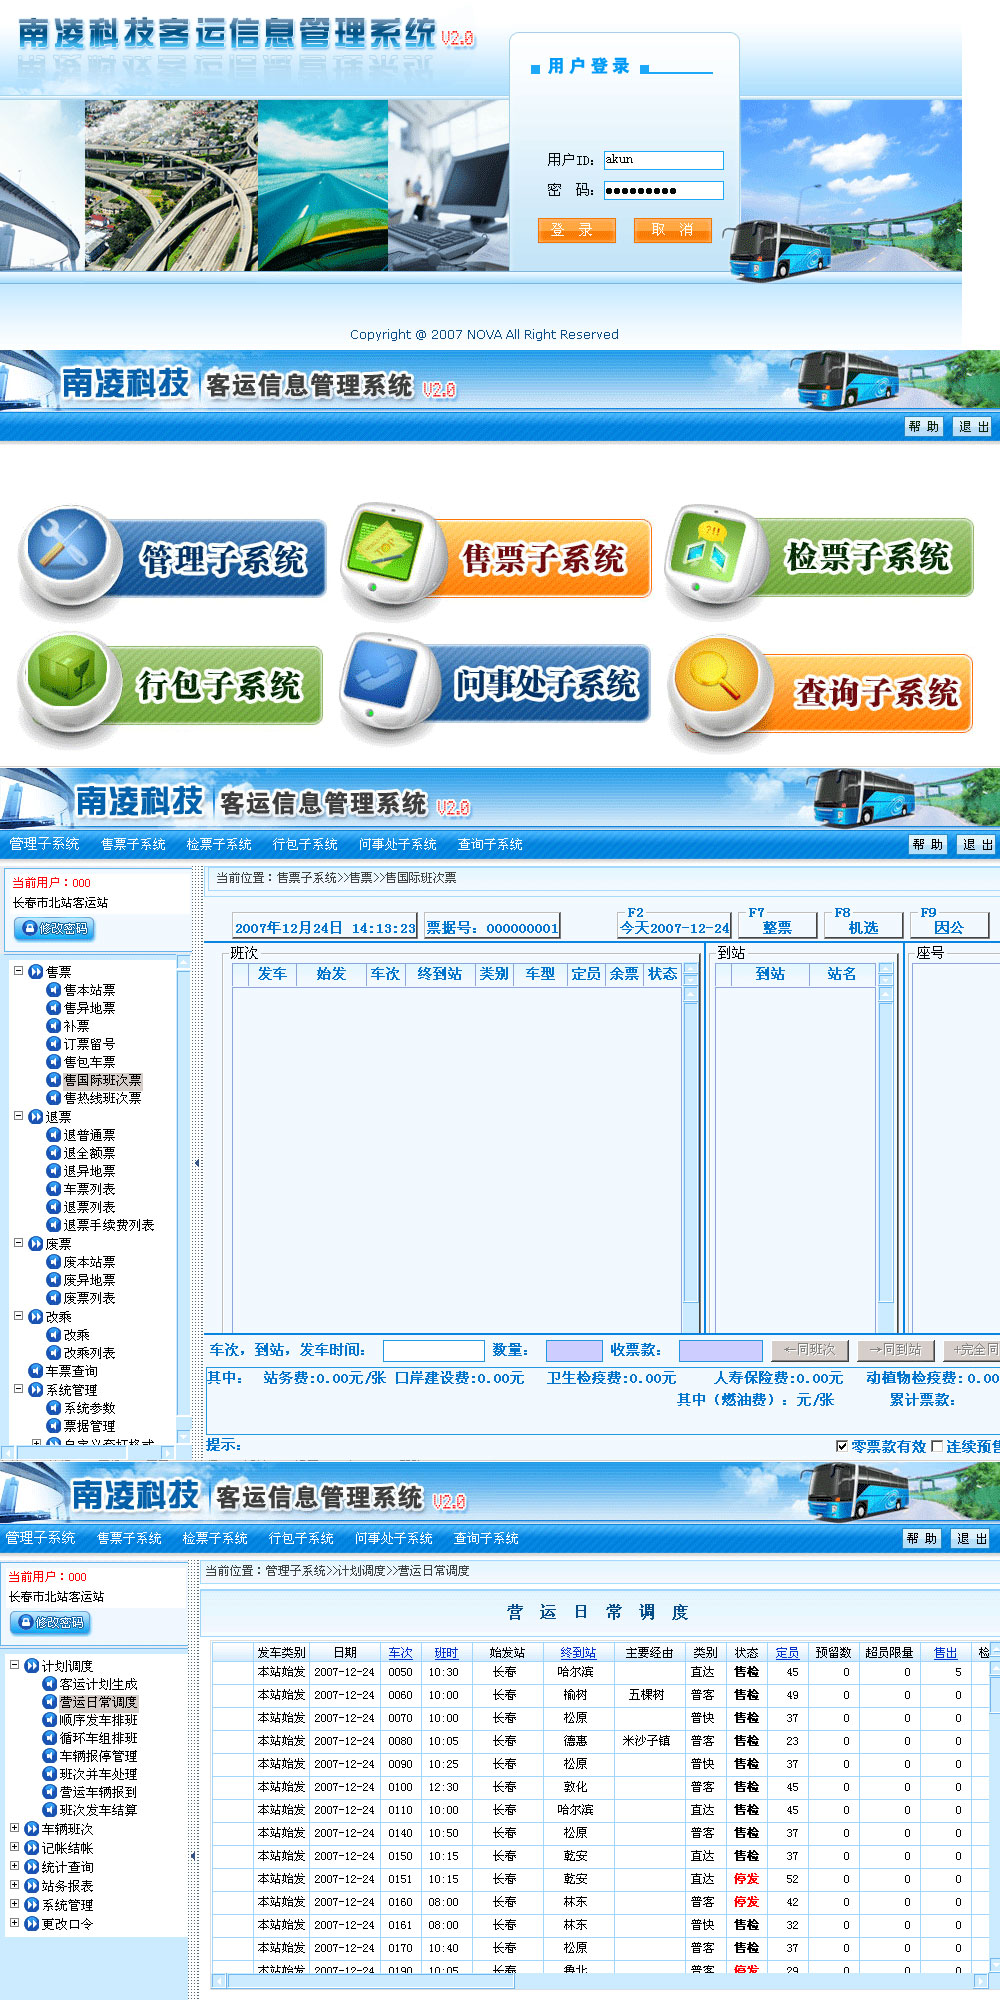 南凌科技客运信息管理系统V2.0
用户登录
用户ID: akun
密 码: ●●●●●●●●●
登 录 取 消
Copyright @ 2007 NOVA All Right Reserved
南凌科技 客运信息管理系统 V2.0
帮 助 退 出
管理子系统 售票子系统 检票子系统
行包子系统 问事处子系统 查询子系统
南凌科技 客运信息管理系统 V2.0
管理子系统 售票子系统 检票子系统 行包子系统 问事处子系统 查询子系统 帮 助 退 出
当前用户：000
长春市北站客运站
修改密码
售票
售本站票
售异地票
补票
订票留号
售包车票
售国际班次票
售热线班次票
退票
退普通票
退全额票
退异地票
车票列表
退票列表
退票手续费列表
废票
废本站票
废异地票
废票列表
改乘
改乘
改乘列表
车票查询
系统管理
系统参数
票据管理
自定义套打格式
当前位置：售票子系统>>售票>>售国际班次票
2007年12月24日 14:13:23 票据号：000000001 F2 今天2007-12-24 F7 整票 F8 机选 F9 因公
班次 到站 座号
发车 始发 车次 终到站 类别 车型 定员 余票 状态 到站 站名
车次，到站，发车时间： 数量： 收票款： ←同班次 →同到站 +完全同
其中： 站务费:0.00元/张 口岸建设费:0.00元 卫生检疫费:0.00元 人寿保险费:0.00元 动植物检疫费:0.00
其中（燃油费）：元/张 累计票款：
提示： 零票款有效 连续预售
南凌科技 客运信息管理系统 V2.0
管理子系统 售票子系统 检票子系统 行包子系统 问事处子系统 查询子系统 帮 助 退 出
当前用户：000
长春市北站客运站
修改密码
计划调度
客运计划生成
营运日常调度
顺序发车排班
循环车组排班
车辆报停管理
班次并车处理
营运车辆报到
班次发车结算
车辆班次
记帐结帐
统计查询
站务报表
系统管理
更改口令
当前位置：管理子系统>>计划调度>>营运日常调度
营 运 日 常 调 度
发车类别 日期 车次 班时 始发站 终到站 主要经由 类别 状态 定员 预留数 超员限量 售出 检
本站始发 2007-12-24 0050 10:30 长春 哈尔滨 直达 售检 45 0 0 5
本站始发 2007-12-24 0060 10:00 长春 榆树 五棵树 普客 售检 49 0 0 0
本站始发 2007-12-24 0070 10:00 长春 松原 普快 售检 37 0 0 0
本站始发 2007-12-24 0080 10:05 长春 德惠 米沙子镇 普客 售检 23 0 0 0
本站始发 2007-12-24 0090 10:25 长春 松原 普快 售检 37 0 0 0
本站始发 2007-12-24 0100 12:30 长春 敦化 普客 售检 45 0 0 0
本站始发 2007-12-24 0110 10:00 长春 哈尔滨 直达 售检 45 0 0 0
本站始发 2007-12-24 0140 10:50 长春 松原 普客 售检 37 0 0 0
本站始发 2007-12-24 0150 10:15 长春 乾安 直达 售检 37 0 0 0
本站始发 2007-12-24 0151 10:15 长春 乾安 直达 停发 52 0 0 0
本站始发 2007-12-24 0160 08:00 长春 林东 普客 停发 42 0 0 0
本站始发 2007-12-24 0161 08:00 长春 林东 普快 售检 32 0 0 0
本站始发 2007-12-24 0170 10:40 长春 松原 普客 售检 37 0 0 0
本站始发 2007-12-24 0190 10:05 长春 鲁北 普客 停发 29 0 0 0